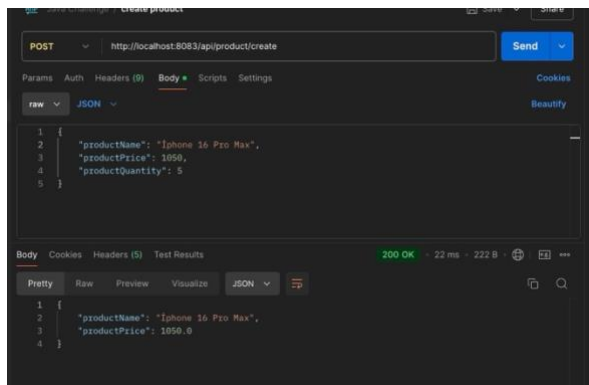 Java Challenge / create product
Save
Share
POST http://localhost:8083/api/product/create Send
Params Auth Headers (9) Body Scripts Settings Cookies
raw JSON Beautify
1 {
2 "productName": "İphone 16 Pro Max",
3 "productPrice": 1050,
4 "productQuantity": 5
5 }
Body Cookies Headers (5) Test Results 200 OK · 22 ms · 222 B
Pretty Raw Preview Visualize JSON
1 {
2 "productName": "İphone 16 Pro Max",
3 "productPrice": 1050.0
4 }